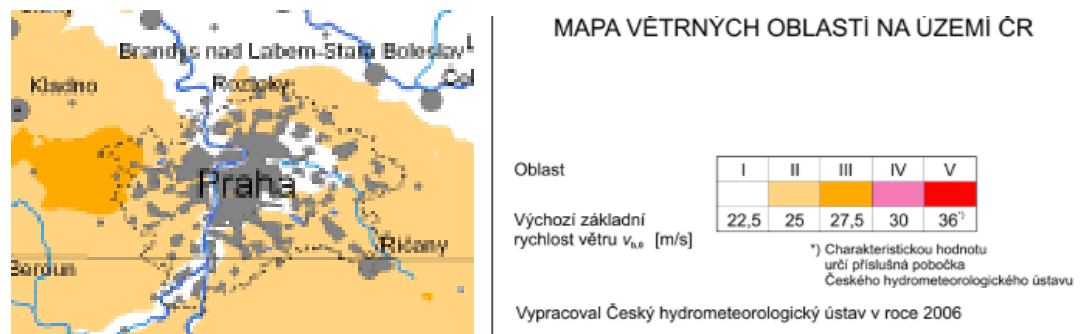 Brandýs nad Labem-Stará Boleslav
Kladno
Roztoky
Praha
Říčany
Beroun
MAPA VĚTRNÝCH OBLASTÍ NA ÚZEMÍ ČR
Oblast I II III IV V
Výchozí základní
rychlost větru vb,0 [m/s] 22,5 25 27,5 30 36*)
*) Charakteristickou hodnotu
určí příslušná pobočka
Českého hydrometeorologického ústavu
Vypracoval Český hydrometeorologický ústav v roce 2006